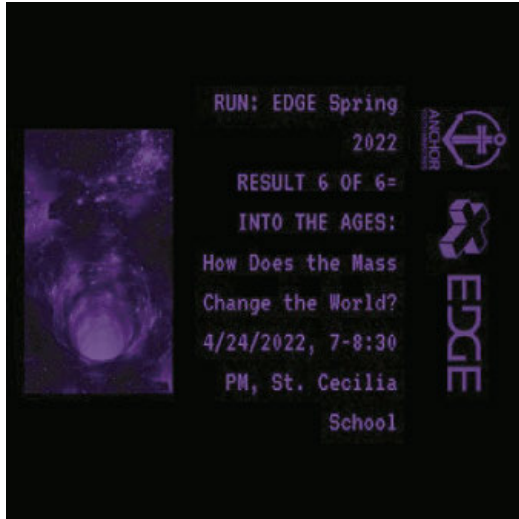 RUN: EDGE Spring
2022
RESULT 6 OF 6=
INTO THE AGES:
How Does the Mass
Change the World?
4/24/2022, 7-8:30
PM, St. Cecilia
School
ANCHOR
EDGE